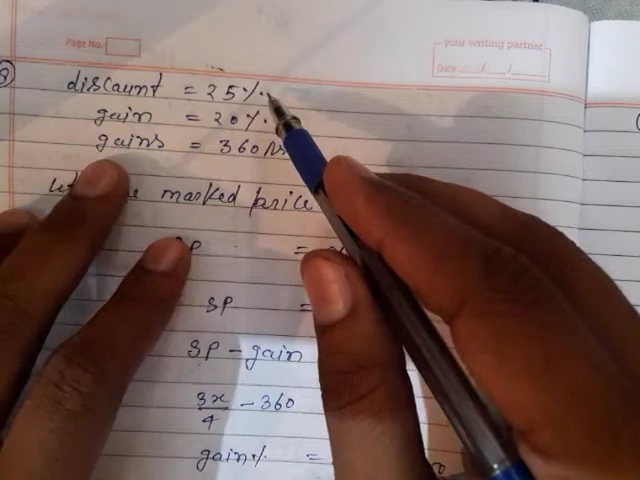 Page No:
your writing partner
Date / /
discaunt = 25%.
gain = 20%.
gains = 360 Rs
marked price
SP =
SP =
SP - gain
3x/4 - 360
gain% =